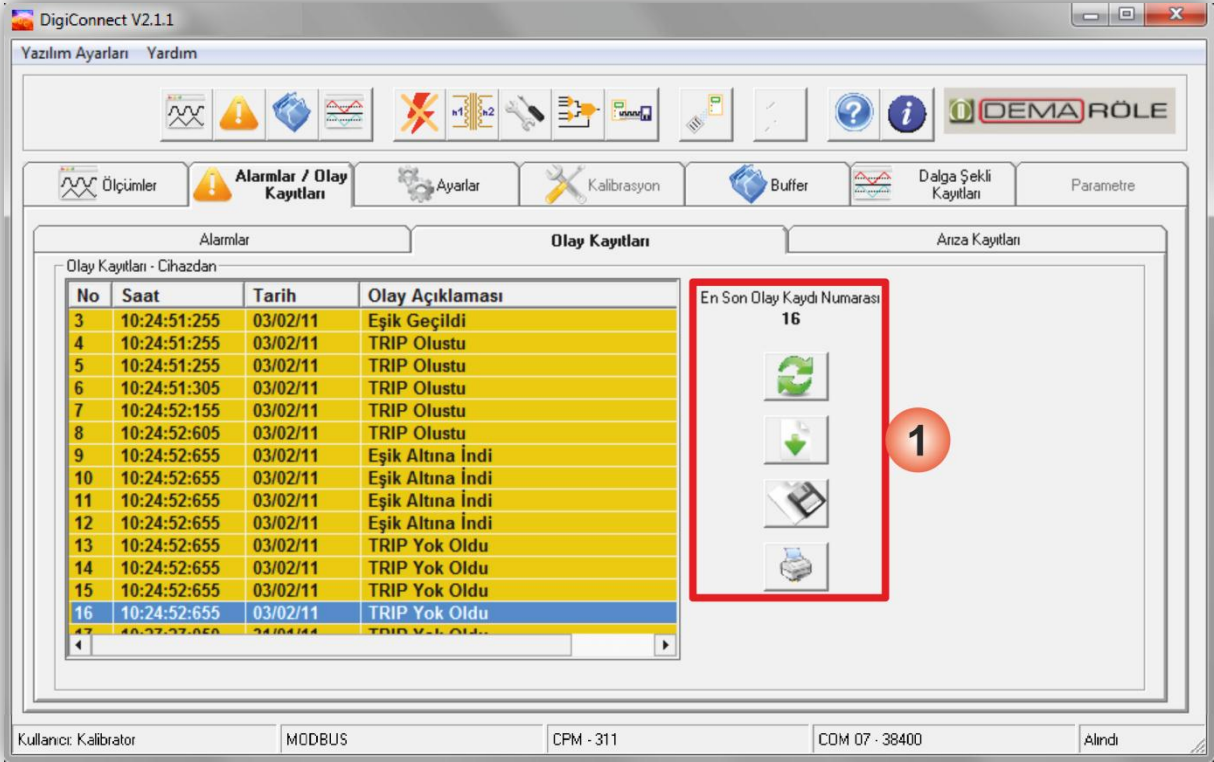 DigiConnect V2.1.1
Yazılım Ayarları Yardım
n1 n2
DEMA RÖLE
Ölçümler
Alarmlar / Olay Kayıtları
Ayarlar
Kalibrasyon
Buffer
Dalga Şekli Kayıtları
Parametre
Alarmlar
Olay Kayıtları
Arıza Kayıtları
Olay Kayıtları - Cihazdan
No Saat Tarih Olay Açıklaması
3 10:24:51:255 03/02/11 Eşik Geçildi
4 10:24:51:255 03/02/11 TRIP Olustu
5 10:24:51:255 03/02/11 TRIP Olustu
6 10:24:51:305 03/02/11 TRIP Olustu
7 10:24:52:155 03/02/11 TRIP Olustu
8 10:24:52:605 03/02/11 TRIP Olustu
9 10:24:52:655 03/02/11 Eşik Altına İndi
10 10:24:52:655 03/02/11 Eşik Altına İndi
11 10:24:52:655 03/02/11 Eşik Altına İndi
12 10:24:52:655 03/02/11 Eşik Altına İndi
13 10:24:52:655 03/02/11 TRIP Yok Oldu
14 10:24:52:655 03/02/11 TRIP Yok Oldu
15 10:24:52:655 03/02/11 TRIP Yok Oldu
16 10:24:52:655 03/02/11 TRIP Yok Oldu
En Son Olay Kaydı Numarası
16
1
Kullanıcı: Kalibrator
MODBUS
CPM - 311
COM 07 - 38400
Alındı